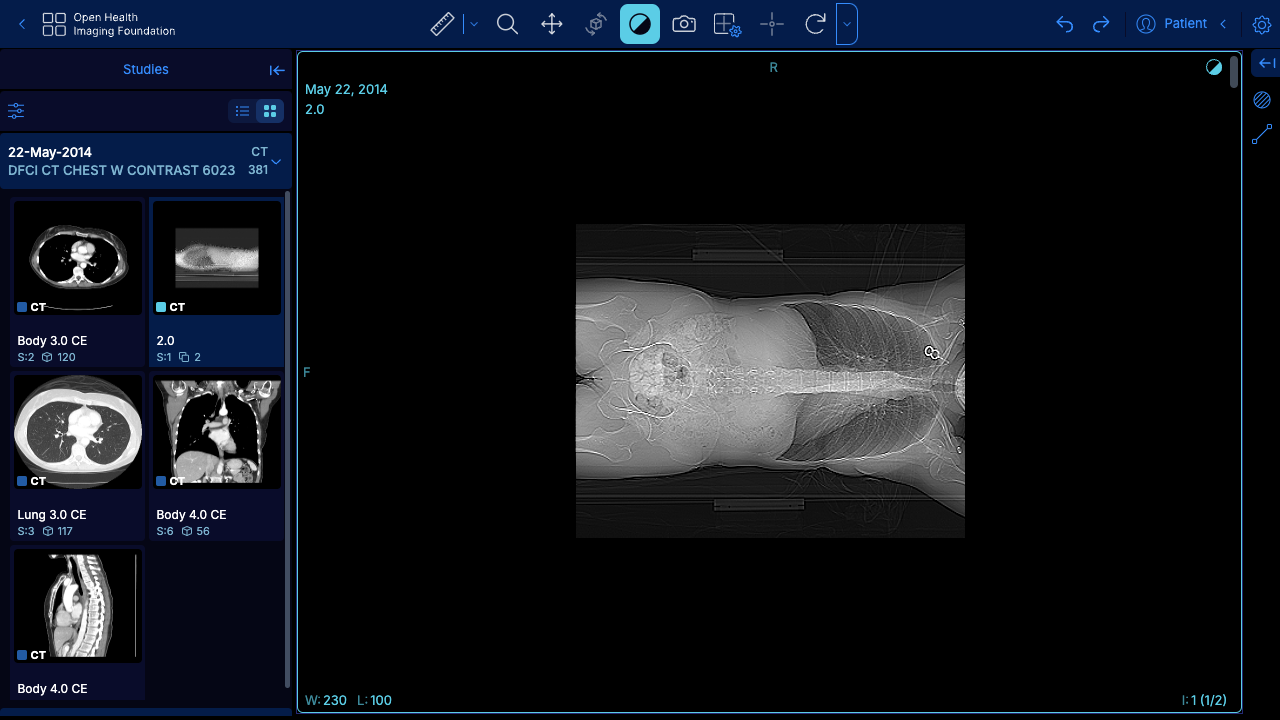 Open Health
Imaging Foundation
Patient
Studies
22-May-2014
CT
DFCI CT CHEST W CONTRAST 6023
381
CT
CT
Body 3.0 CE
2.0
S:2 120
S:1 2
CT
CT
Lung 3.0 CE
Body 4.0 CE
S:3 117
S:6 56
CT
Body 4.0 CE
R
May 22, 2014
2.0
F
W: 230 L: 100
I: 1 (1/2)